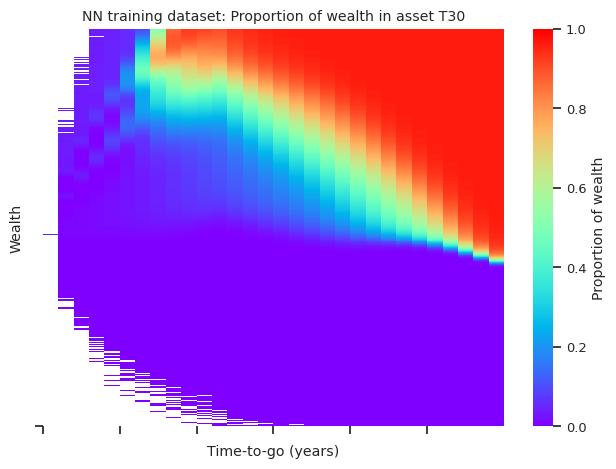 NN training dataset: Proportion of wealth in asset T30
Wealth
Time-to-go (years)
1.0
0.8
0.6
0.4
0.2
0.0
Proportion of wealth